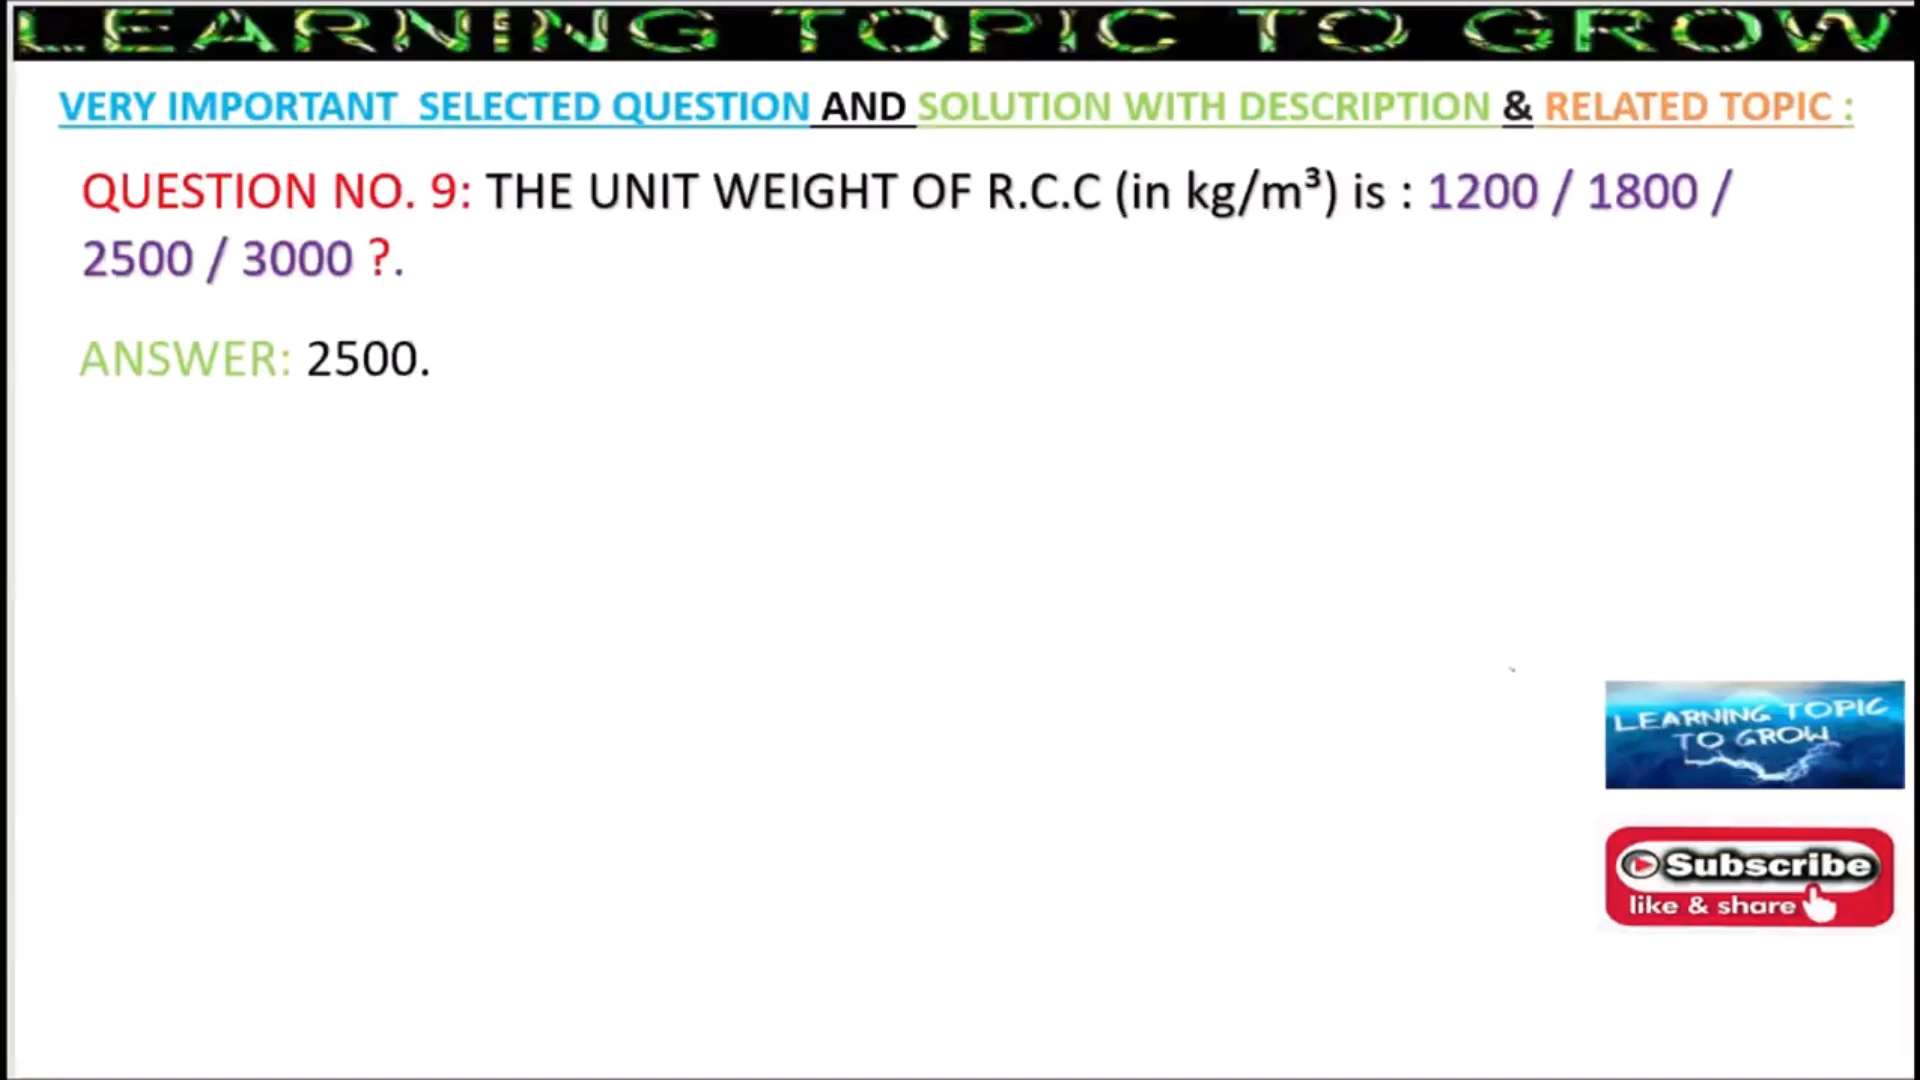 LEARNING TOPIC TO GROW
VERY IMPORTANT SELECTED QUESTION AND SOLUTION WITH DESCRIPTION & RELATED TOPIC :
QUESTION NO. 9: THE UNIT WEIGHT OF R.C.C (in kg/m³) is : 1200 / 1800 /
2500 / 3000 ?.
ANSWER: 2500.
LEARNING TOPIC
TO GROW
Subscribe
like & share